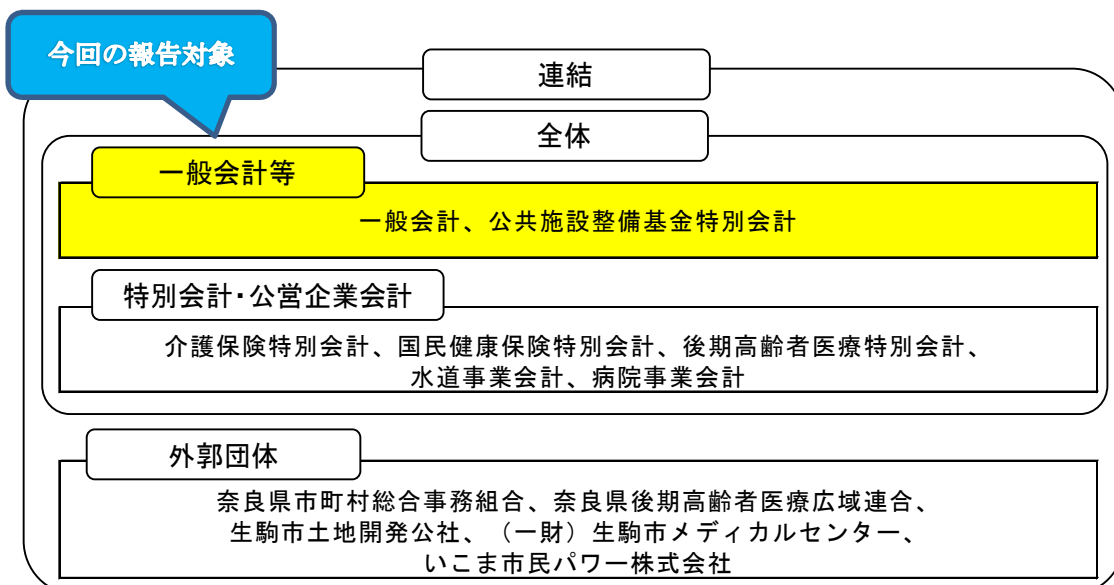 今回の報告対象
連結
全体
一般会計等
一般会計、公共施設整備基金特別会計
特別会計・公営企業会計
介護保険特別会計、国民健康保険特別会計、後期高齢者医療特別会計、
水道事業会計、病院事業会計
外郭団体
奈良県市町村総合事務組合、奈良県後期高齢者医療広域連合、
生駒市土地開発公社、（一財）生駒市メディカルセンター、
いこま市民パワー株式会社